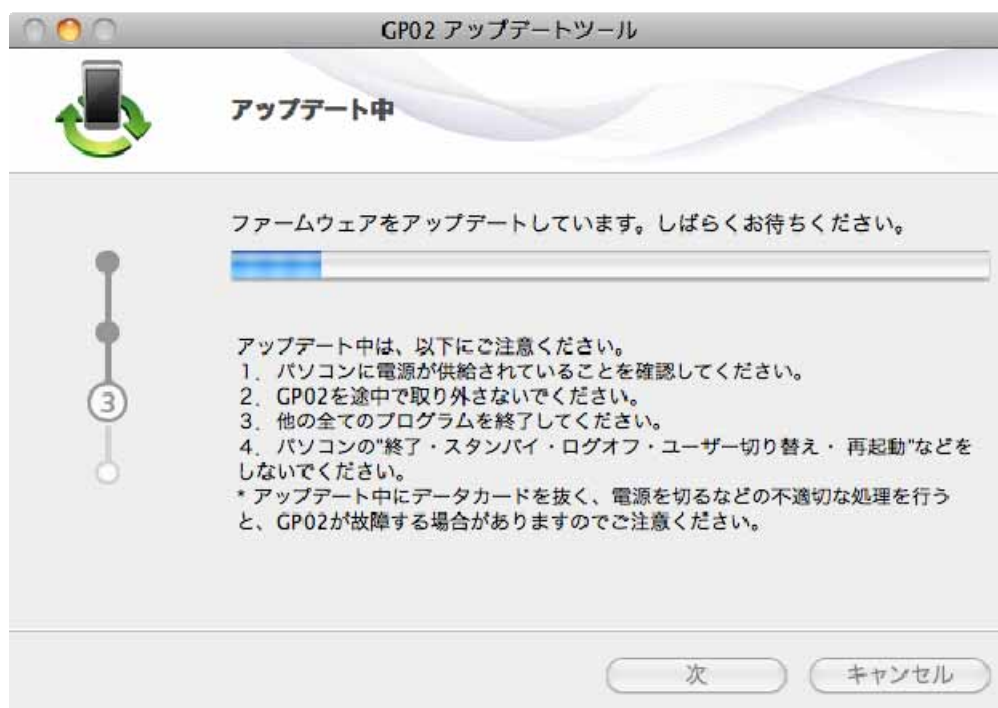 GP02 アップデートツール
アップデート中
ファームウェアをアップデートしています。しばらくお待ちください。
アップデート中は、以下にご注意ください。
1．パソコンに電源が供給されていることを確認してください。
2．GP02を途中で取り外さないでください。
3．他の全てのプログラムを終了してください。
4．パソコンの"終了・スタンバイ・ログオフ・ユーザー切り替え・ 再起動"などを
しないでください。
* アップデート中にデータカードを抜く、電源を切るなどの不適切な処理を行う
と、GP02が故障する場合がありますのでご注意ください。
3
次
キャンセル